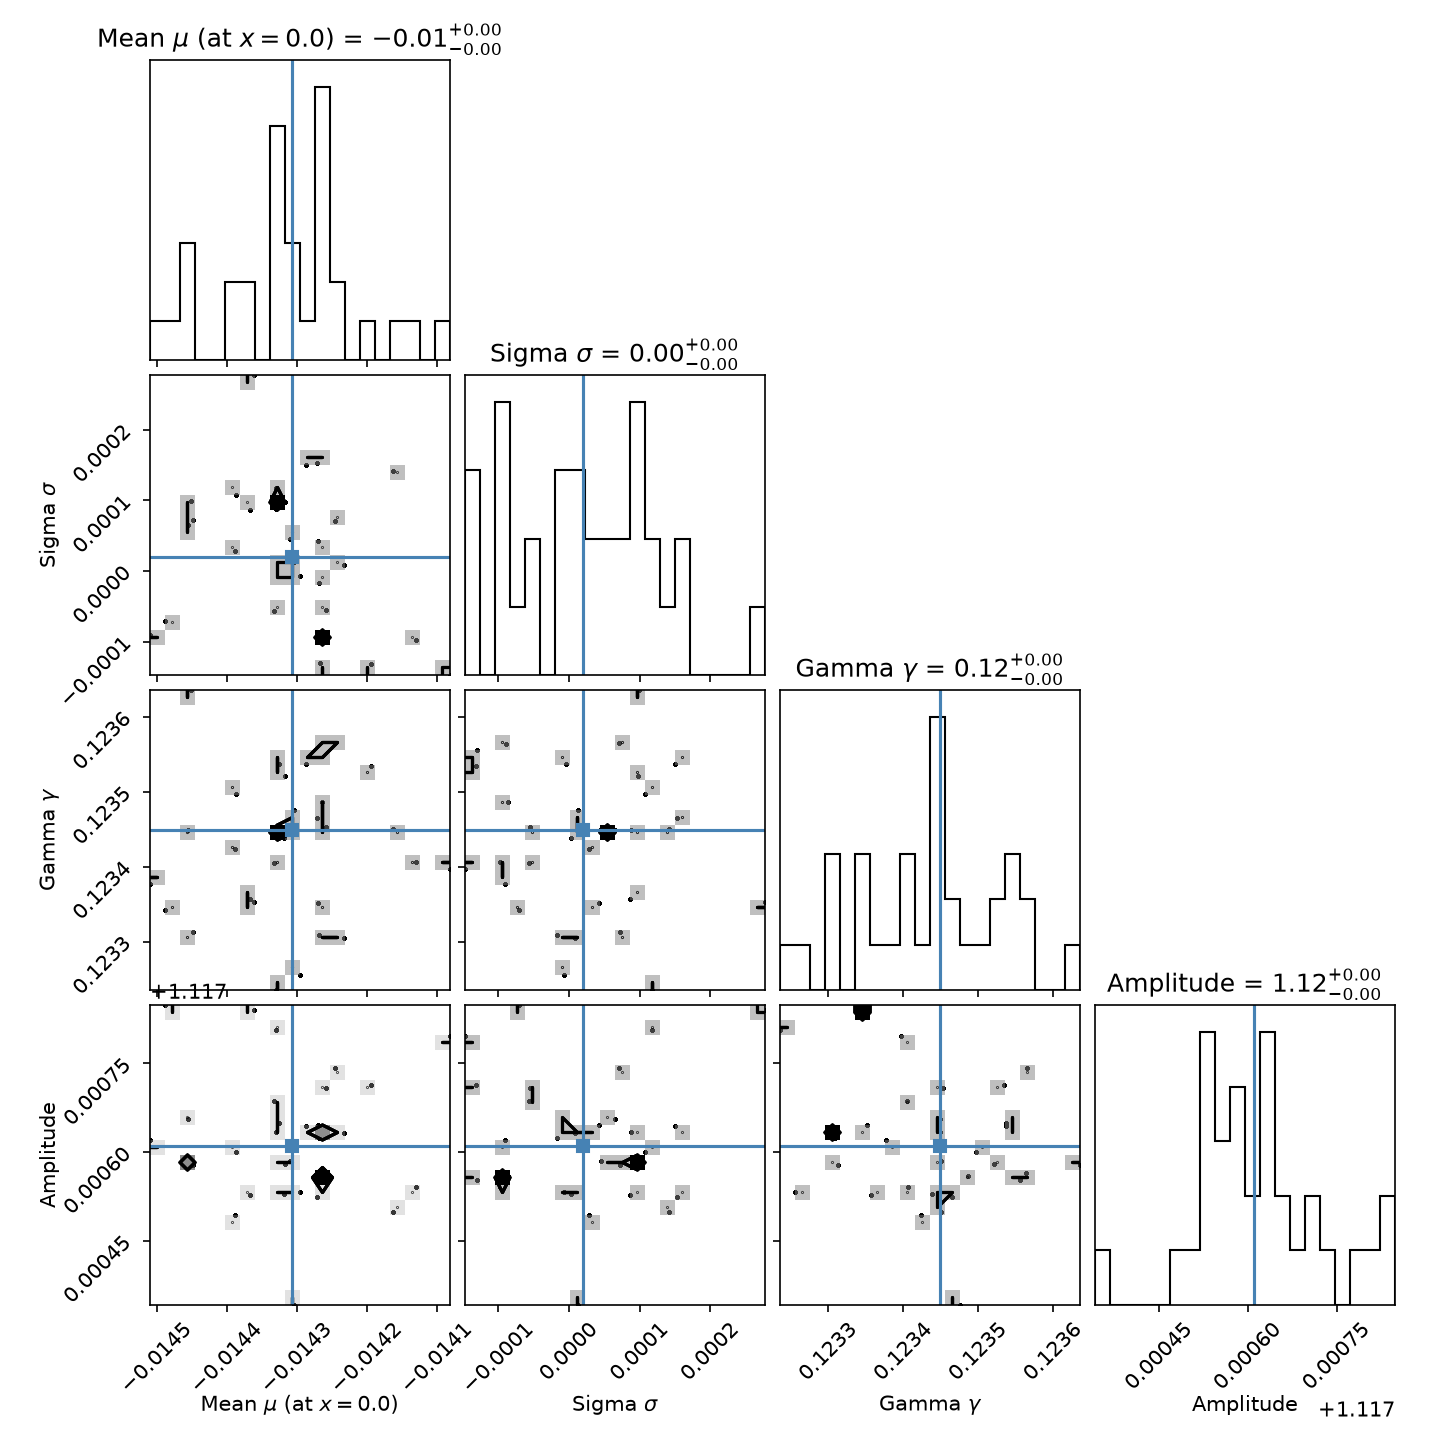 Mean μ (at x = 0.0) = −0.01+0.00−0.00
Sigma σ = 0.00+0.00−0.00
0.0002
0.0001
0.0000
−0.0001
Sigma σ
Gamma γ = 0.12+0.00−0.00
0.1236
0.1235
0.1234
0.1233
Gamma γ
Amplitude = 1.12+0.00−0.00
+1.117
0.00075
0.00060
0.00045
Amplitude
−0.0145 −0.0144 −0.0143 −0.0142 −0.0141
−0.0001 0.0000 0.0001 0.0002
0.1233 0.1234 0.1235 0.1236
0.00045 0.00060 0.00075
Mean μ (at x = 0.0)
Sigma σ
Gamma γ
Amplitude
+1.117